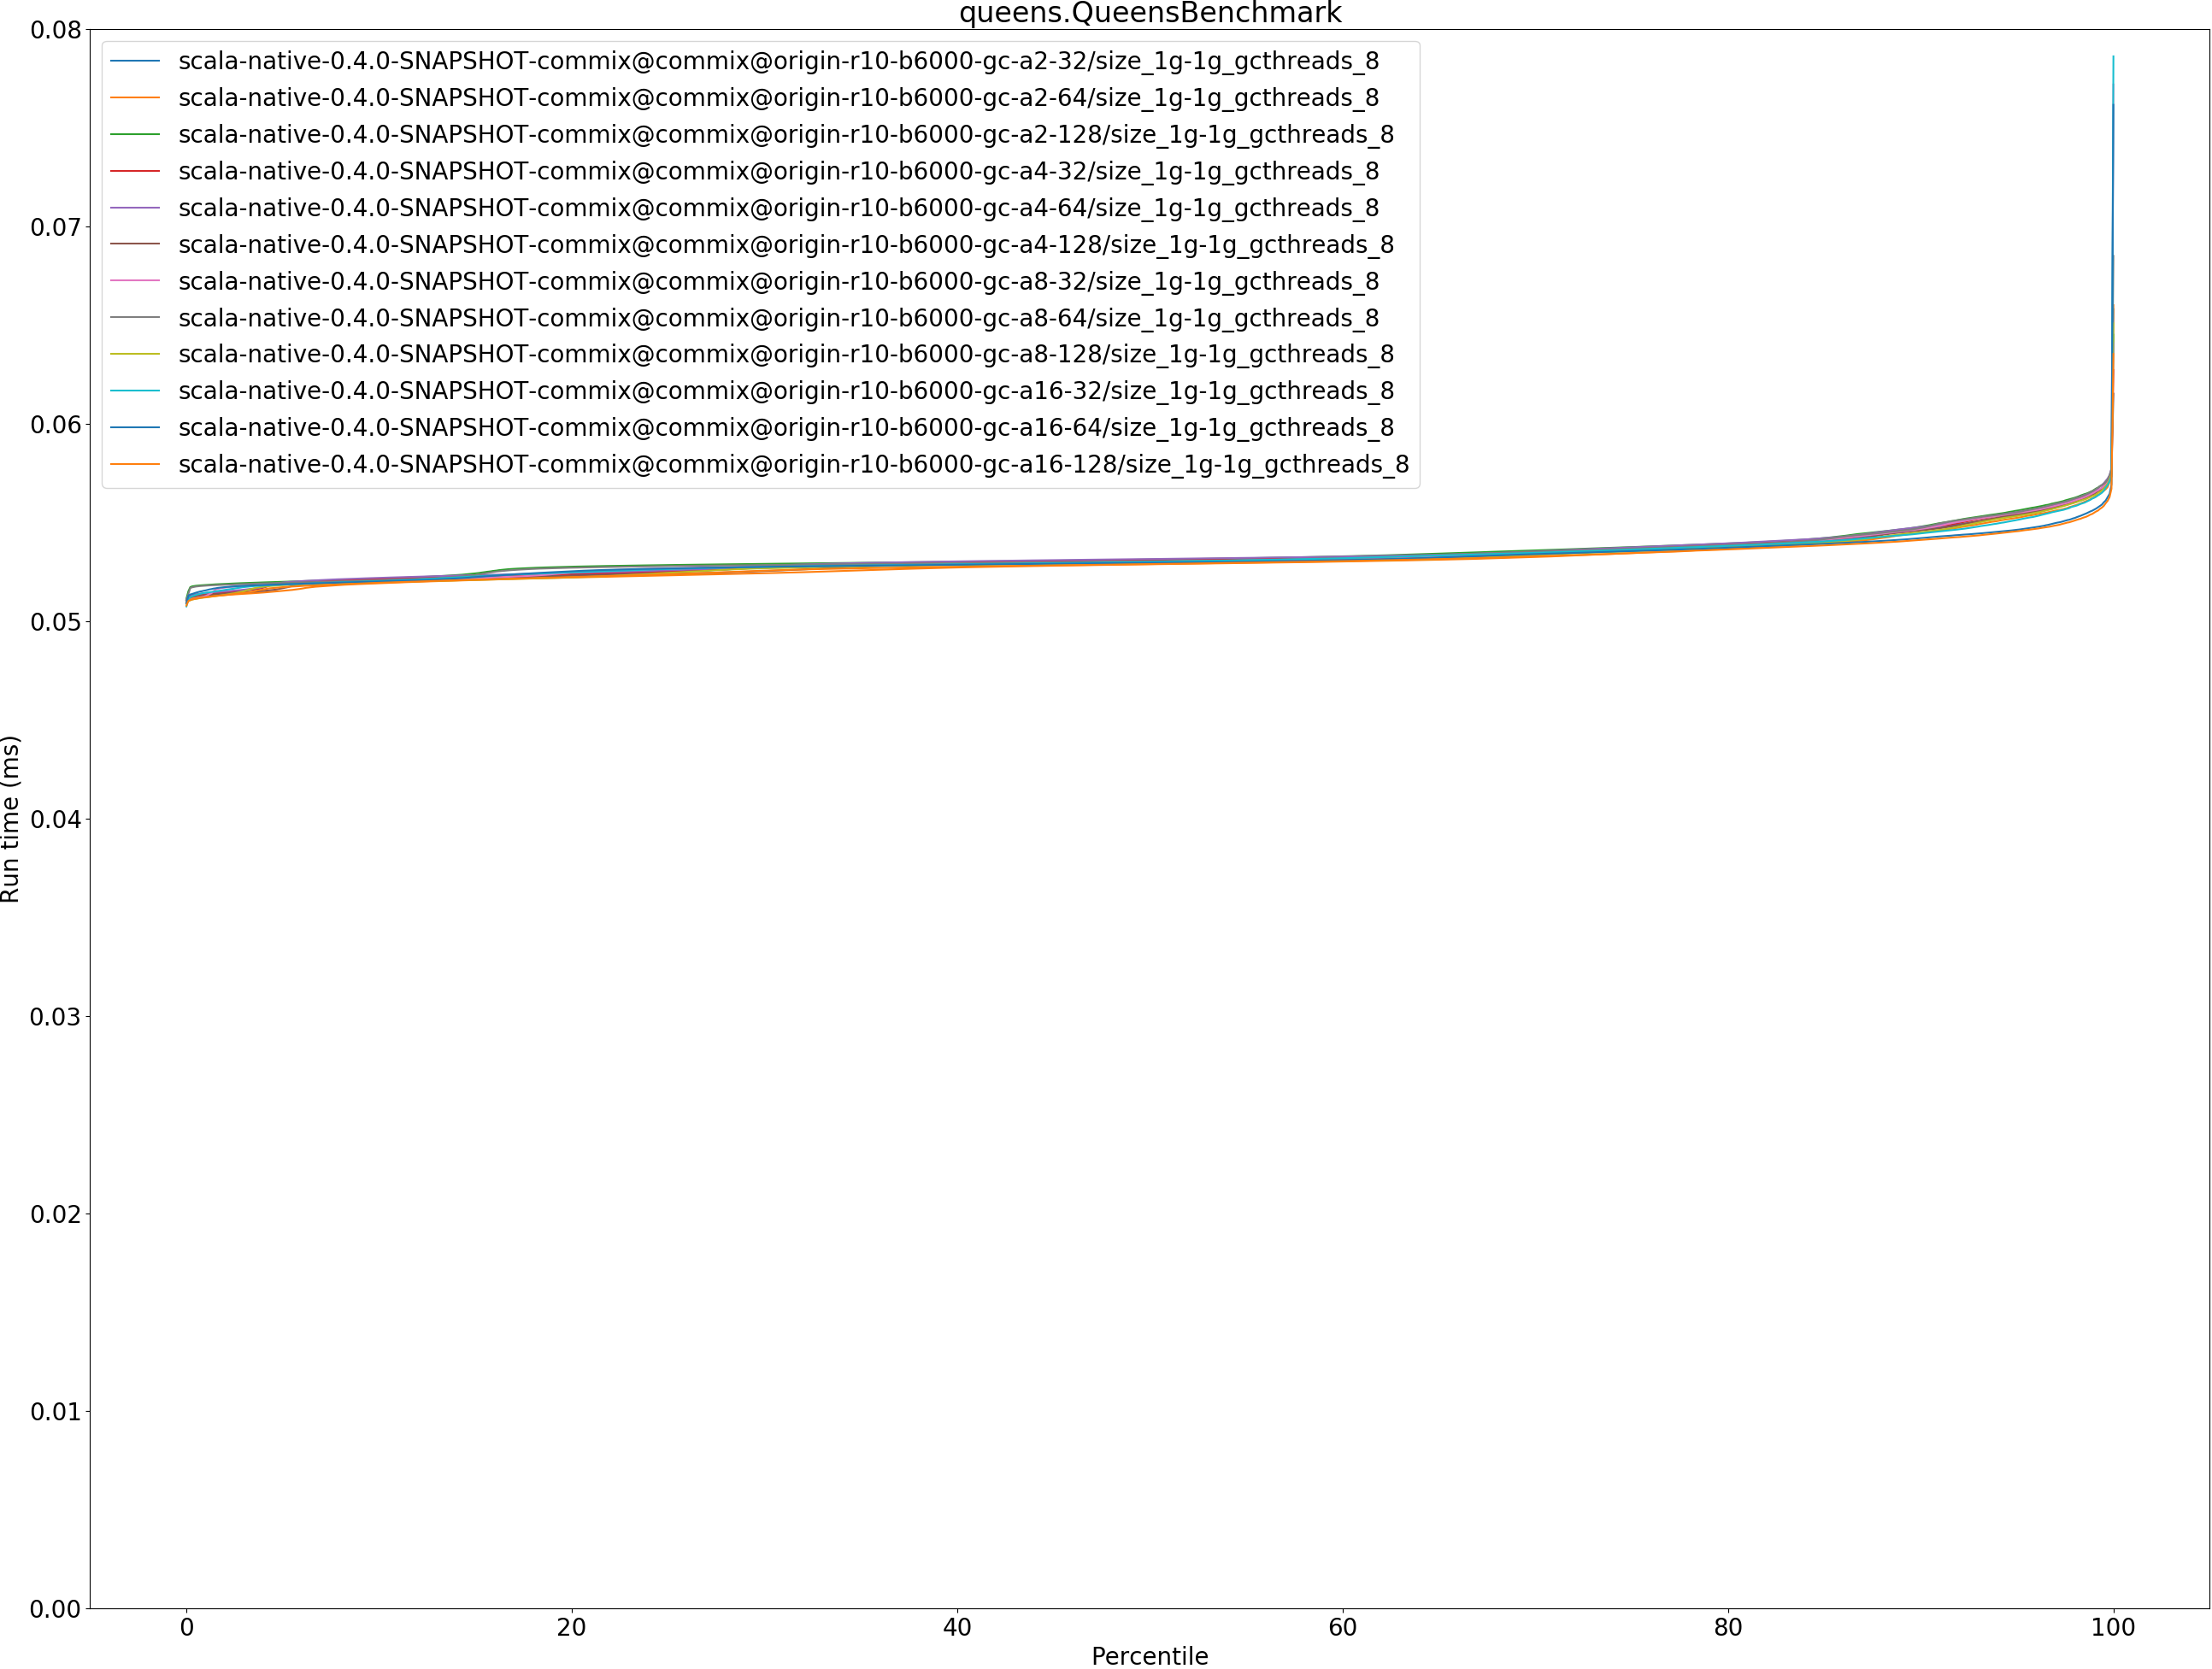 queens.QueensBenchmark
scala-native-0.4.0-SNAPSHOT-commix@commix@origin-r10-b6000-gc-a2-32/size_1g-1g_gcthreads_8
scala-native-0.4.0-SNAPSHOT-commix@commix@origin-r10-b6000-gc-a2-64/size_1g-1g_gcthreads_8
scala-native-0.4.0-SNAPSHOT-commix@commix@origin-r10-b6000-gc-a2-128/size_1g-1g_gcthreads_8
scala-native-0.4.0-SNAPSHOT-commix@commix@origin-r10-b6000-gc-a4-32/size_1g-1g_gcthreads_8
scala-native-0.4.0-SNAPSHOT-commix@commix@origin-r10-b6000-gc-a4-64/size_1g-1g_gcthreads_8
scala-native-0.4.0-SNAPSHOT-commix@commix@origin-r10-b6000-gc-a4-128/size_1g-1g_gcthreads_8
scala-native-0.4.0-SNAPSHOT-commix@commix@origin-r10-b6000-gc-a8-32/size_1g-1g_gcthreads_8
scala-native-0.4.0-SNAPSHOT-commix@commix@origin-r10-b6000-gc-a8-64/size_1g-1g_gcthreads_8
scala-native-0.4.0-SNAPSHOT-commix@commix@origin-r10-b6000-gc-a8-128/size_1g-1g_gcthreads_8
scala-native-0.4.0-SNAPSHOT-commix@commix@origin-r10-b6000-gc-a16-32/size_1g-1g_gcthreads_8
scala-native-0.4.0-SNAPSHOT-commix@commix@origin-r10-b6000-gc-a16-64/size_1g-1g_gcthreads_8
scala-native-0.4.0-SNAPSHOT-commix@commix@origin-r10-b6000-gc-a16-128/size_1g-1g_gcthreads_8
0.08
0.07
0.06
0.05
0.04
0.03
0.02
0.01
0.00
Run time (ms)
0 20 40 60 80 100
Percentile